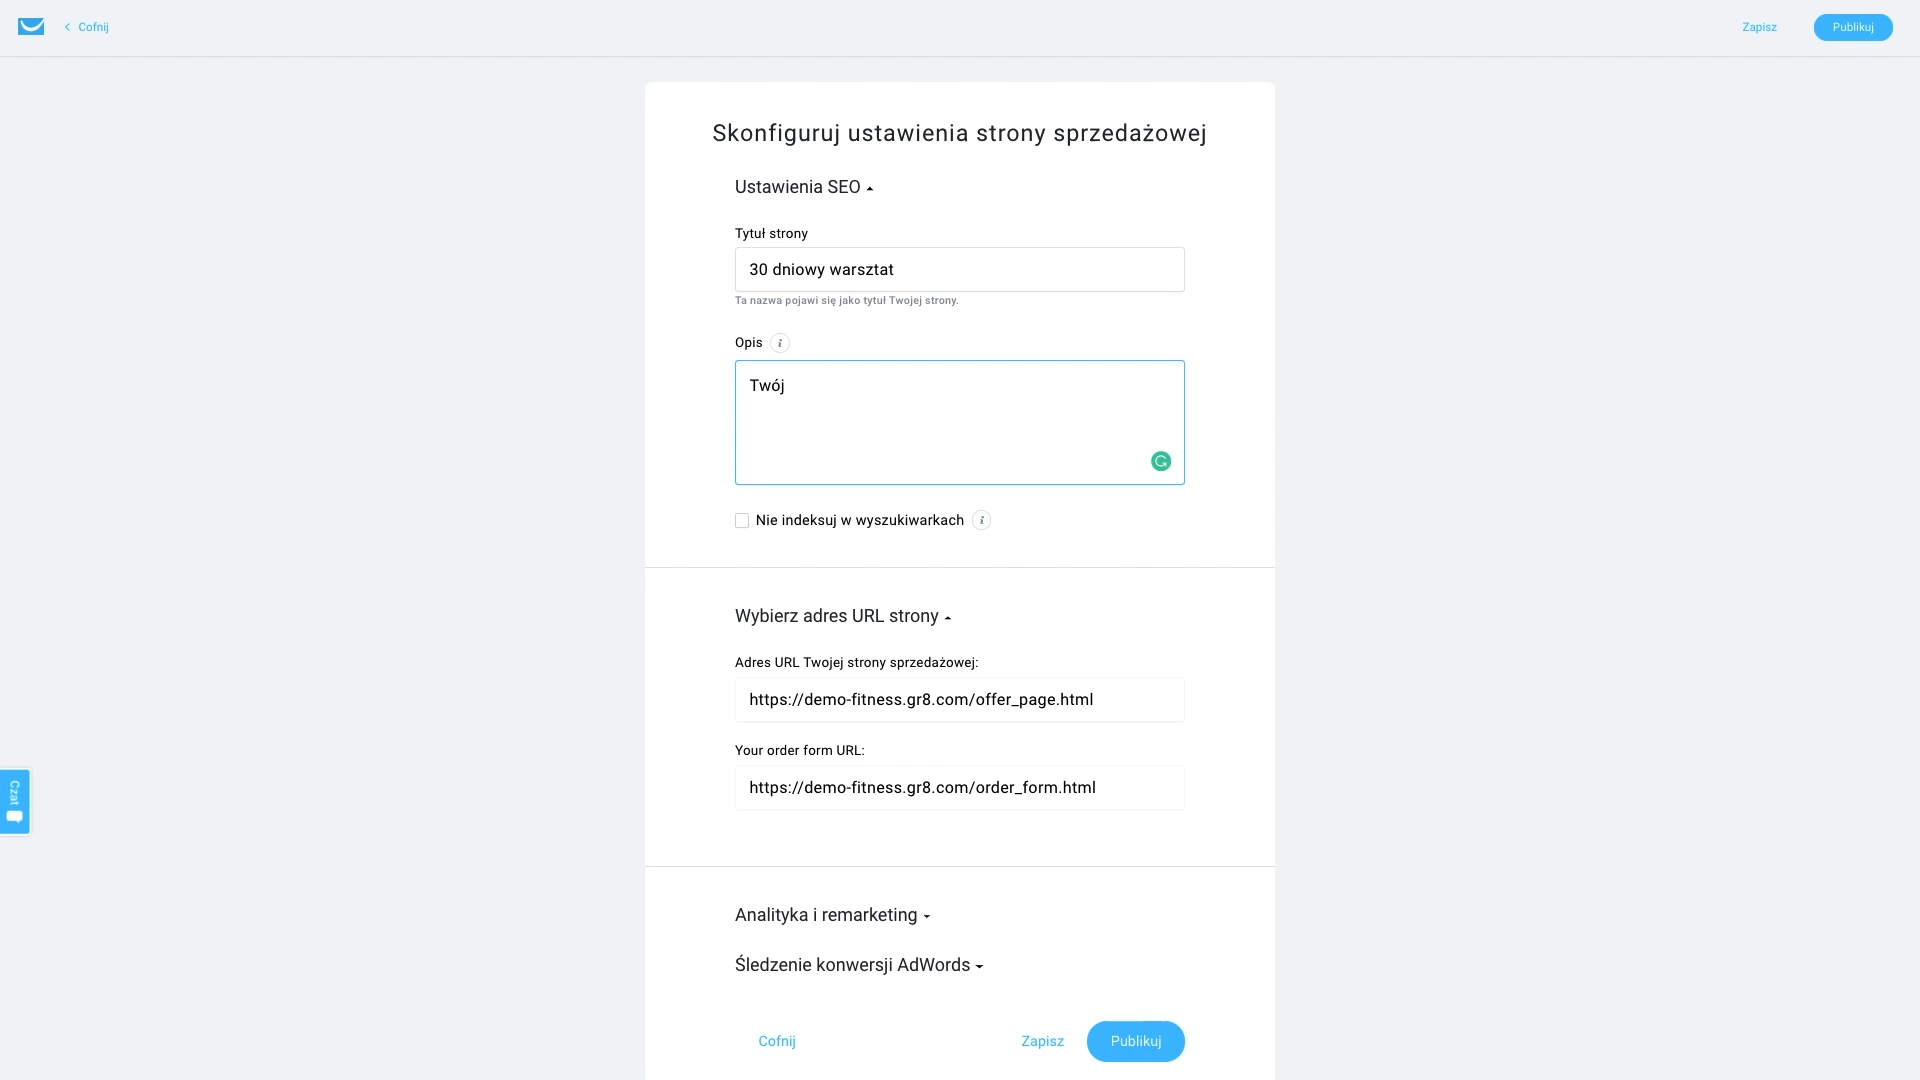 Cofnij
Zapisz
Publikuj
Skonfiguruj ustawienia strony sprzedażowej
Ustawienia SEO
Tytuł strony
30 dniowy warsztat
Ta nazwa pojawi się jako tytuł Twojej strony.
Opis i
Twój
Nie indeksuj w wyszukiwarkach i
Wybierz adres URL strony
Adres URL Twojej strony sprzedażowej:
https://demo-fitness.gr8.com/offer_page.html
Your order form URL:
https://demo-fitness.gr8.com/order_form.html
Czat
Analityka i remarketing
Śledzenie konwersji AdWords
Cofnij
Zapisz
Publikuj